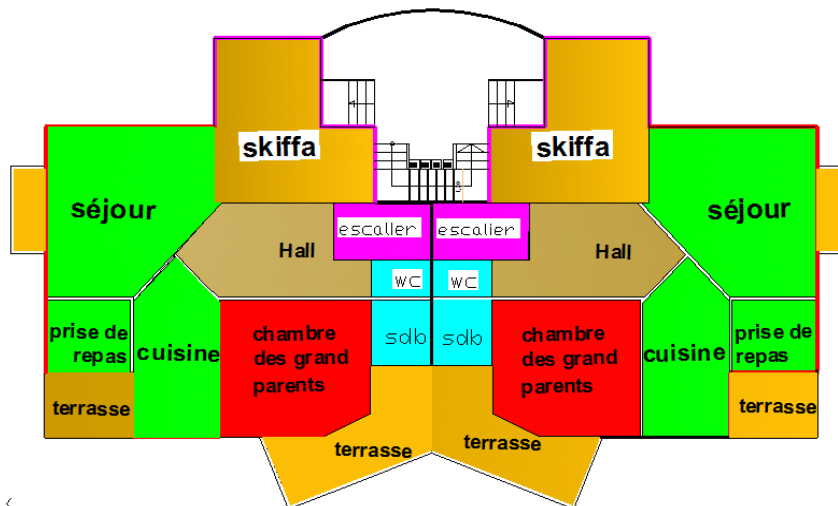 skiffa
skiffa
séjour
séjour
escalier
escalier
Hall
Hall
wc
wc
prise de
repas
cuisine
chambre
des grand
parents
sdb
sdb
chambre
des grand
parents
cuisine
prise de
repas
terrasse
terrasse
terrasse
terrasse